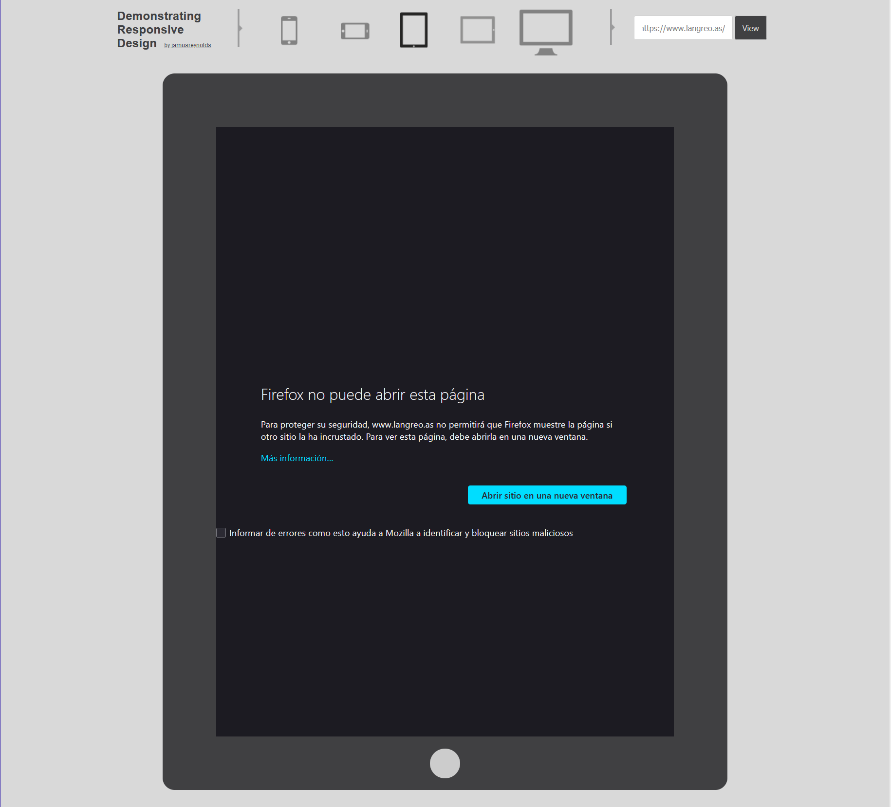 Demonstrating
Responsive
Design by jamusreynolds
ttps://www.langreo.as/
View
Firefox no puede abrir esta página
Para proteger su seguridad, www.langreo.as no permitirá que Firefox muestre la página si
otro sitio la ha incrustado. Para ver esta página, debe abrirla en una nueva ventana.
Más información...
Abrir sitio en una nueva ventana
Informar de errores como esto ayuda a Mozilla a identificar y bloquear sitios maliciosos